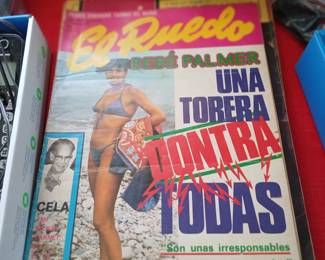 El Ruedo
BEBÉ PALMER
UNA
TORERA
CONTRA
TODAS
CELA
"Son unas irresponsables